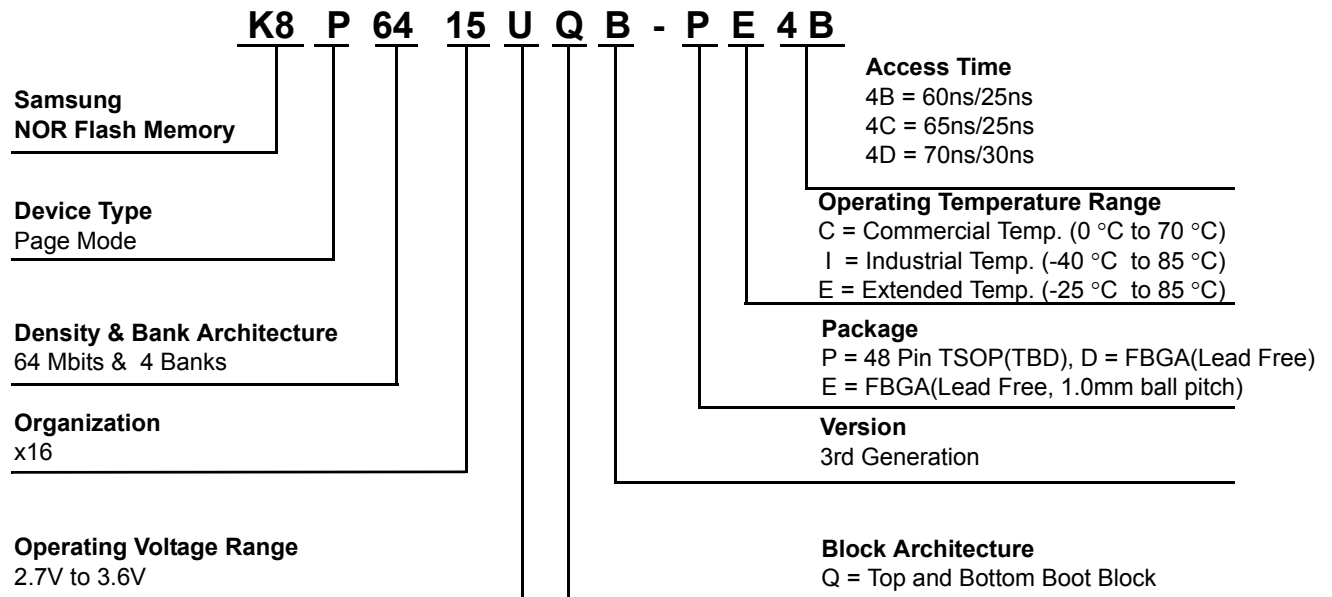 K8 P 64 15 U Q B - P E 4 B
Samsung
NOR Flash Memory
Device Type
Page Mode
Density & Bank Architecture
64 Mbits & 4 Banks
Organization
x16
Operating Voltage Range
2.7V to 3.6V
Access Time
4B = 60ns/25ns
4C = 65ns/25ns
4D = 70ns/30ns
Operating Temperature Range
C = Commercial Temp. (0 °C to 70 °C)
I = Industrial Temp. (-40 °C to 85 °C)
E = Extended Temp. (-25 °C to 85 °C)
Package
P = 48 Pin TSOP(TBD), D = FBGA(Lead Free)
E = FBGA(Lead Free, 1.0mm ball pitch)
Version
3rd Generation
Block Architecture
Q = Top and Bottom Boot Block